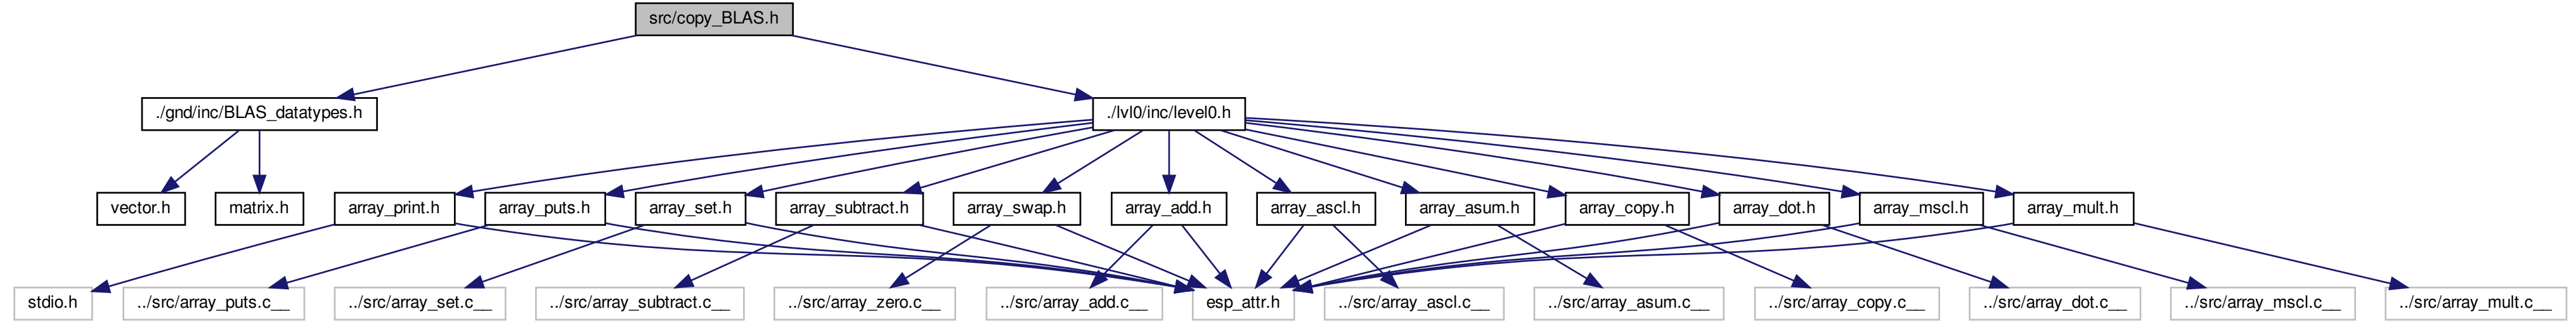 src/copy_BLAS.h
./gnd/inc/BLAS_datatypes.h
./lvl0/inc/level0.h
vector.h
matrix.h
array_print.h
array_puts.h
array_set.h
array_subtract.h
array_swap.h
array_add.h
array_ascl.h
array_asum.h
array_copy.h
array_dot.h
array_mscl.h
array_mult.h
stdio.h
../src/array_puts.c__
../src/array_set.c__
../src/array_subtract.c__
../src/array_zero.c__
../src/array_add.c__
esp_attr.h
../src/array_ascl.c__
../src/array_asum.c__
../src/array_copy.c__
../src/array_dot.c__
../src/array_mscl.c__
../src/array_mult.c__